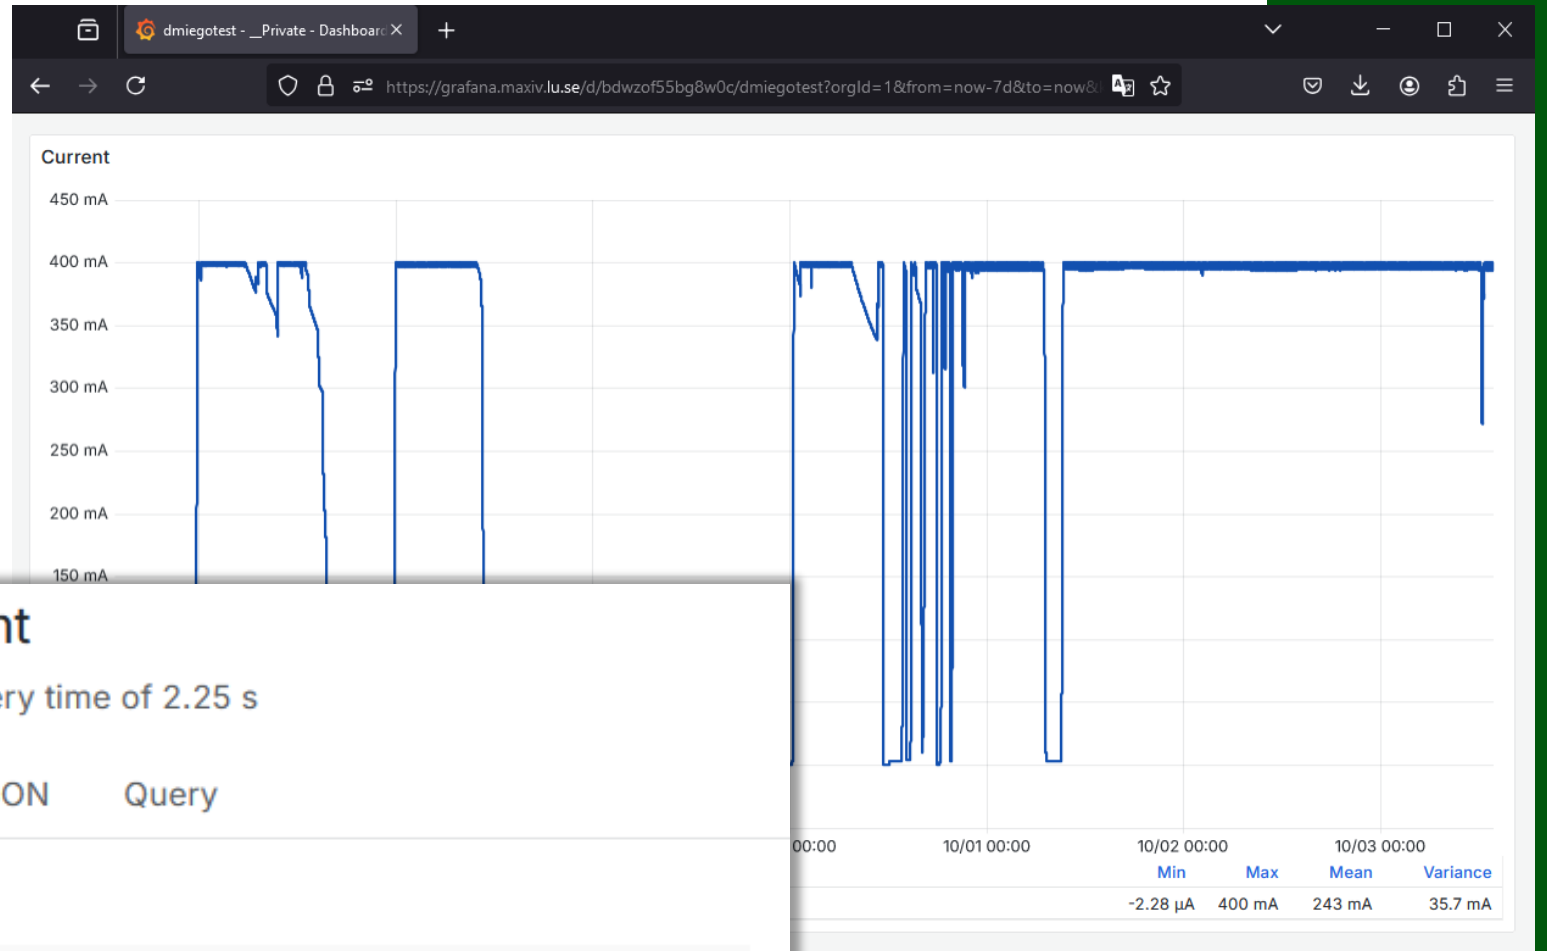 dmiegotest - __Private - Dashboard
https://grafana.maxiv.lu.se/d/bdwzof55bg8w0c/dmiegotest?orgId=1&from=now-7d&to=now&
Current
450 mA
400 mA
350 mA
300 mA
250 mA
200 mA
150 mA
nt
ery time of 2.25 s
ON Query
00:00 10/01 00:00 10/02 00:00 10/03 00:00
Min Max Mean Variance
-2.28 µA 400 mA 243 mA 35.7 mA